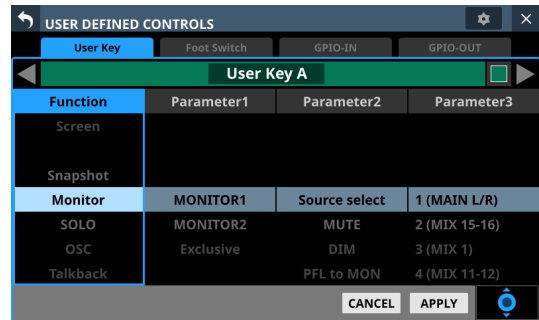 USER DEFINED CONTROLS
User Key Foot Switch GPIO-IN GPIO-OUT
User Key A
Function Parameter1 Parameter2 Parameter3
Screen
Snapshot
Monitor MONITOR1 Source select 1 (MAIN L/R)
SOLO MONITOR2 MUTE 2 (MIX 15-16)
OSC Exclusive DIM 3 (MIX 1)
Talkback PFL to MON 4 (MIX 11-12)
CANCEL APPLY